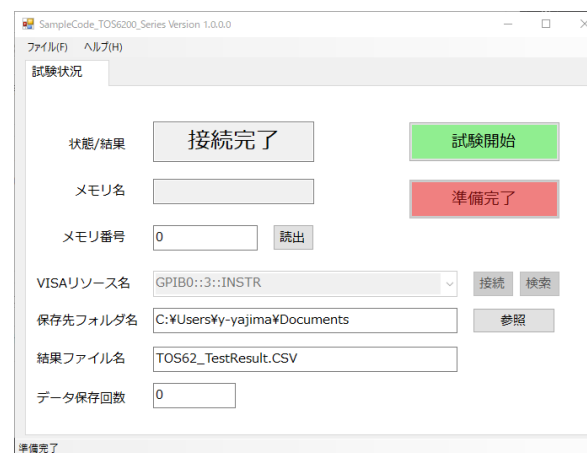 SampleCode_TOS6200_Series Version 1.0.0.0
ファイル(F) ヘルプ(H)
試験状況
状態/結果 接続完了 試験開始
メモリ名 準備完了
メモリ番号 0 読出
VISAリソース名 GPIB0::3::INSTR 接続 検索
保存先フォルダ名 C:¥Users¥y-yajima¥Documents 参照
結果ファイル名 TOS62_TestResult.CSV
データ保存回数 0
準備完了